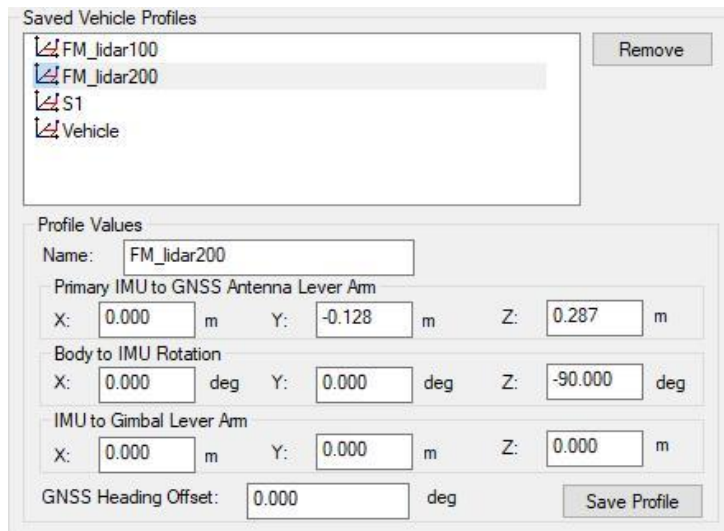 Saved Vehicle Profiles
FM_lidar100
Remove
FM_lidar200
S1
Vehicle
Profile Values
Name: FM_lidar200
Primary IMU to GNSS Antenna Lever Arm
X: 0.000 m Y: -0.128 m Z: 0.287 m
Body to IMU Rotation
X: 0.000 deg Y: 0.000 deg Z: -90.000 deg
IMU to Gimbal Lever Arm
X: 0.000 m Y: 0.000 m Z: 0.000 m
GNSS Heading Offset: 0.000 deg Save Profile